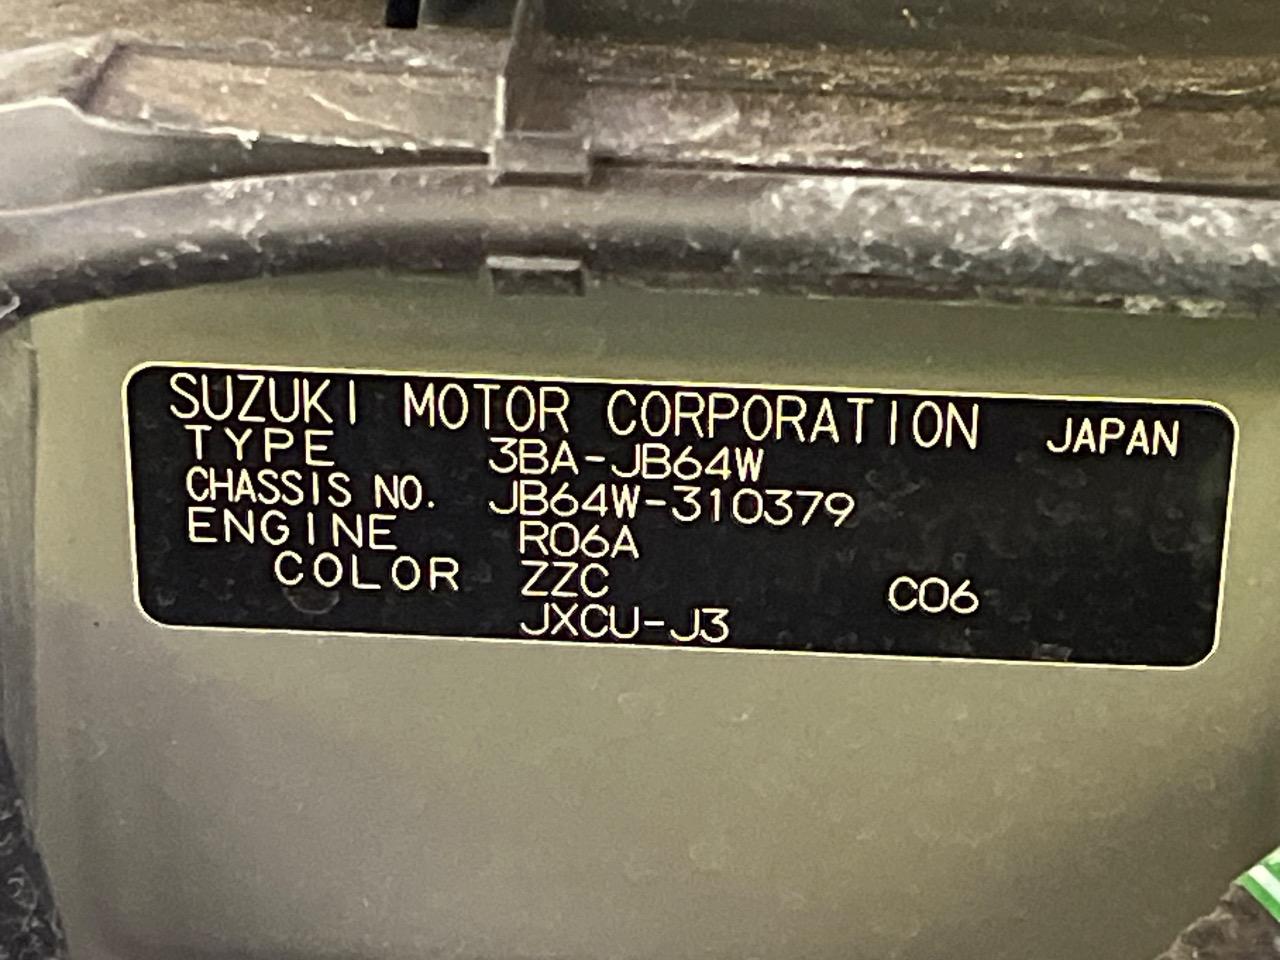 SUZUKI MOTOR CORPORATION JAPAN
TYPE 3BA-JB64W
CHASSIS NO. JB64W-310379
ENGINE R06A
COLOR ZZC C06
JXCU-J3